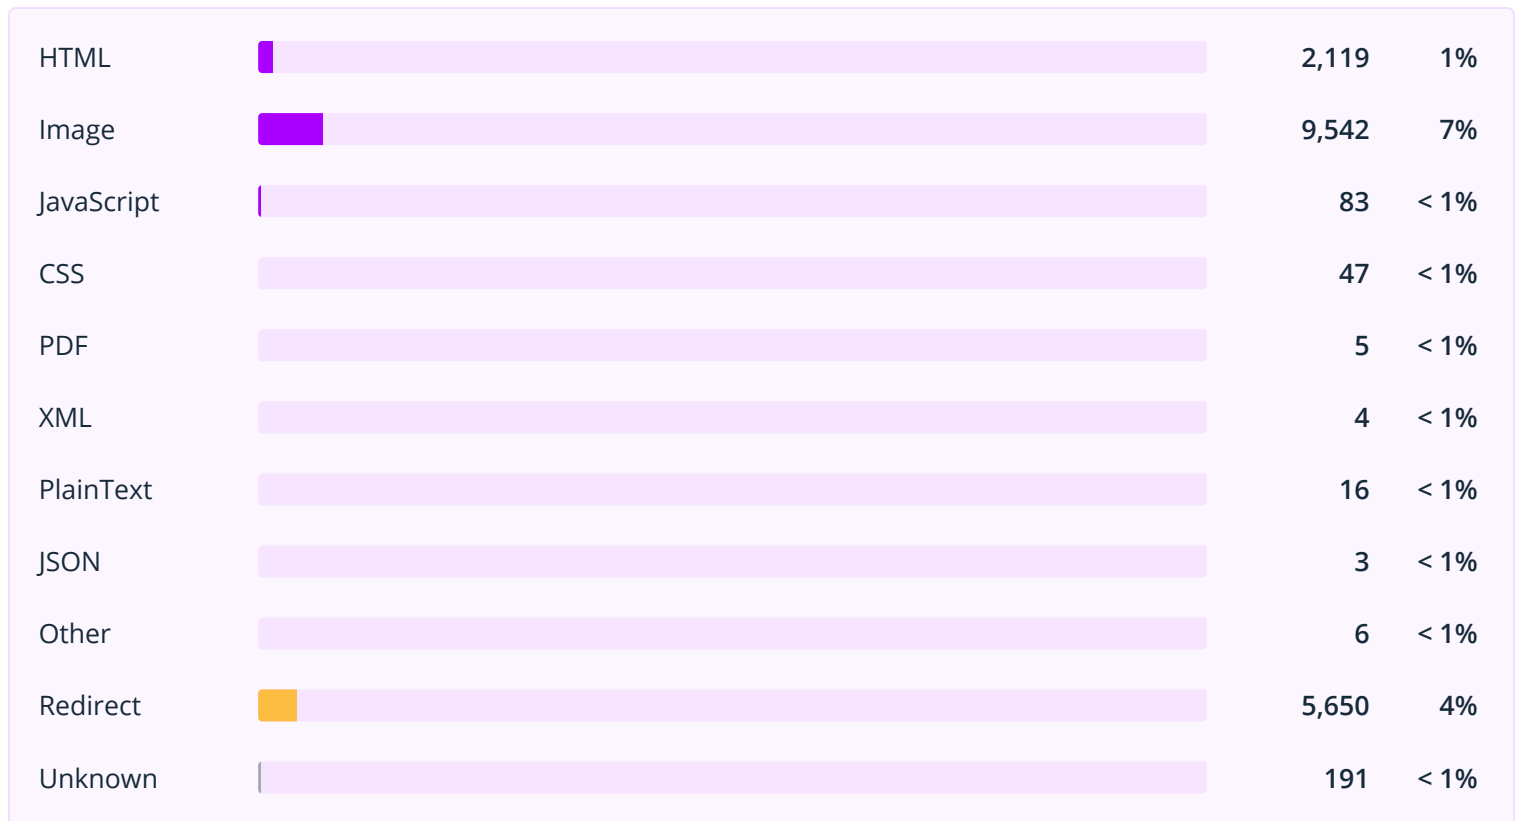 HTML 2,119 1%
Image 9,542 7%
JavaScript 83 < 1%
CSS 47 < 1%
PDF 5 < 1%
XML 4 < 1%
PlainText 16 < 1%
JSON 3 < 1%
Other 6 < 1%
Redirect 5,650 4%
Unknown 191 < 1%